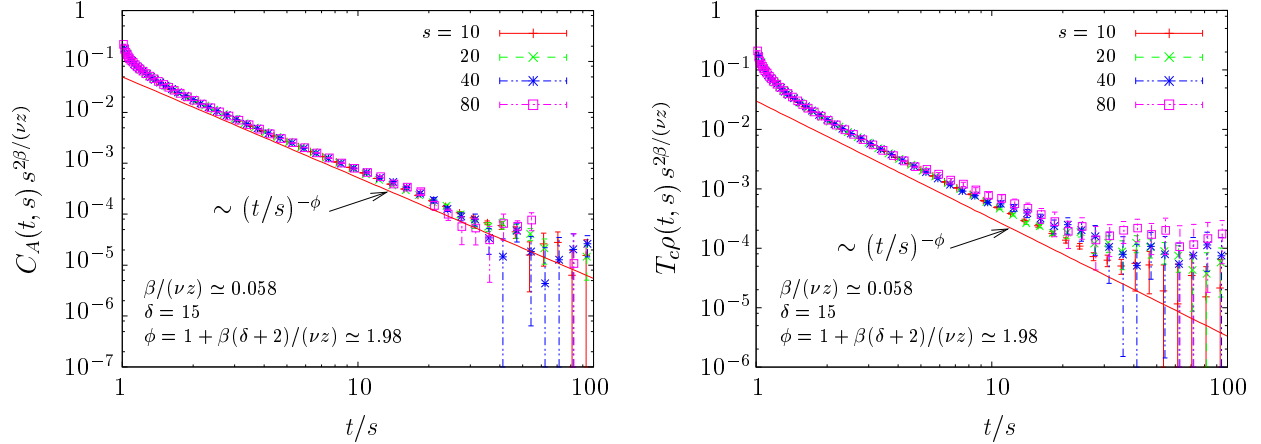 C_A(t, s) s^{2β/(νz)}
10^{-1}
10^{-2}
10^{-3}
10^{-4}
10^{-5}
10^{-6}
10^{-7}
s = 10
20
40
80
∼ (t/s)^{-ϕ}
β/(νz) ≃ 0.058
δ = 15
ϕ = 1 + β(δ + 2)/(νz) ≃ 1.98
1 10 100
t/s
T_cρ(t, s) s^{2β/(νz)}
10^{-1}
10^{-2}
10^{-3}
10^{-4}
10^{-5}
10^{-6}
s = 10
20
40
80
∼ (t/s)^{-ϕ}
β/(νz) ≃ 0.058
δ = 15
ϕ = 1 + β(δ + 2)/(νz) ≃ 1.98
1 10 100
t/s